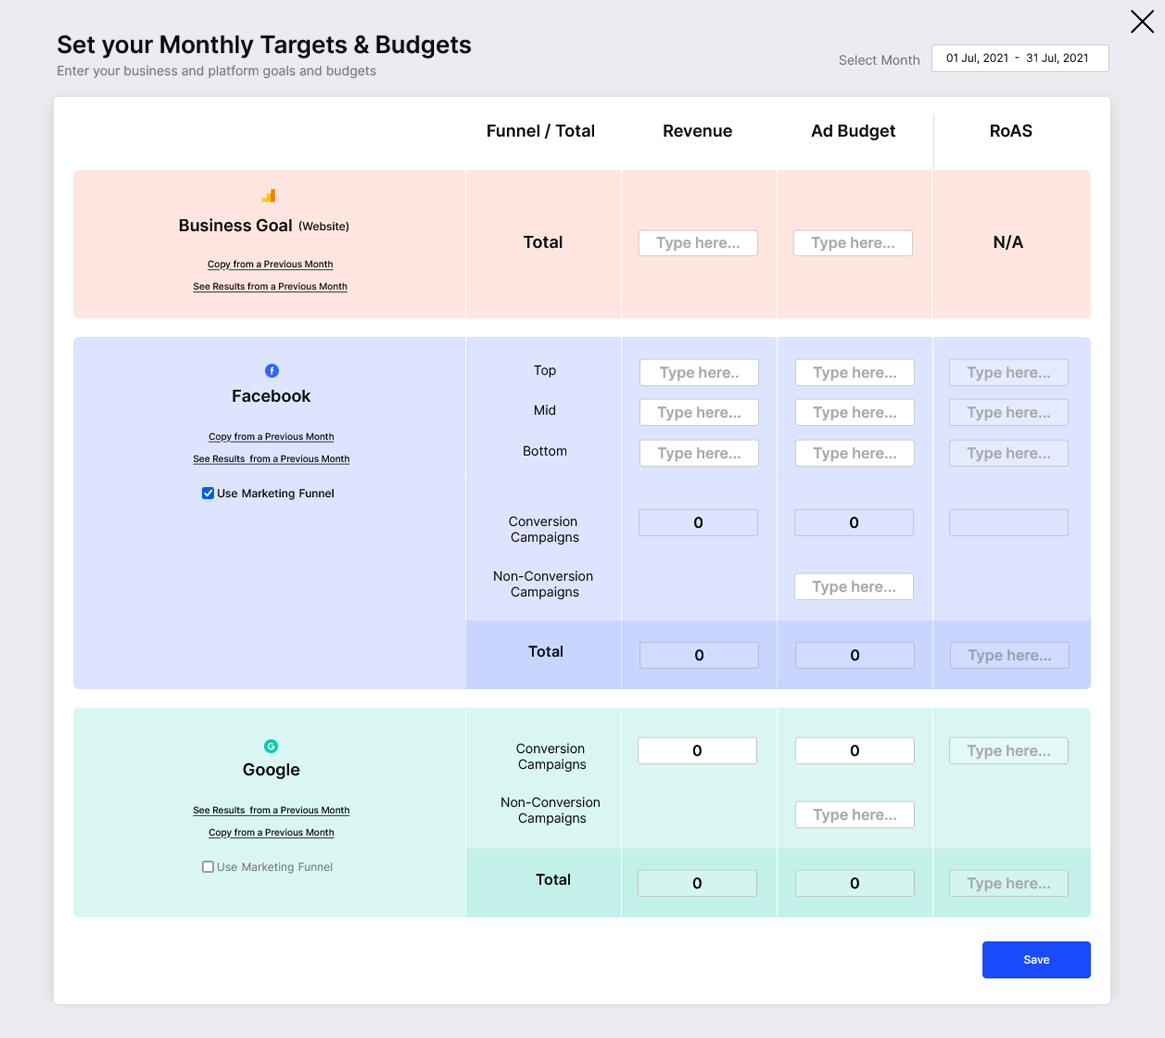 Set your Monthly Targets & Budgets
Enter your business and platform goals and budgets
Select Month 01 Jul, 2021 - 31 Jul, 2021
Funnel / Total Revenue Ad Budget RoAS
Business Goal (Website)
Copy from a Previous Month
See Results from a Previous Month
Total Type here... Type here... N/A
Facebook
Copy from a Previous Month
See Results from a Previous Month
Use Marketing Funnel
Top Type here.. Type here... Type here...
Mid Type here... Type here... Type here...
Bottom Type here... Type here... Type here...
Conversion
Campaigns
0 0
Non-Conversion
Campaigns
Type here...
Total 0 0 Type here...
G
Google
See Results from a Previous Month
Copy from a Previous Month
Use Marketing Funnel
Conversion
Campaigns
0 0 Type here...
Non-Conversion
Campaigns
Type here...
Total 0 0 Type here...
Save